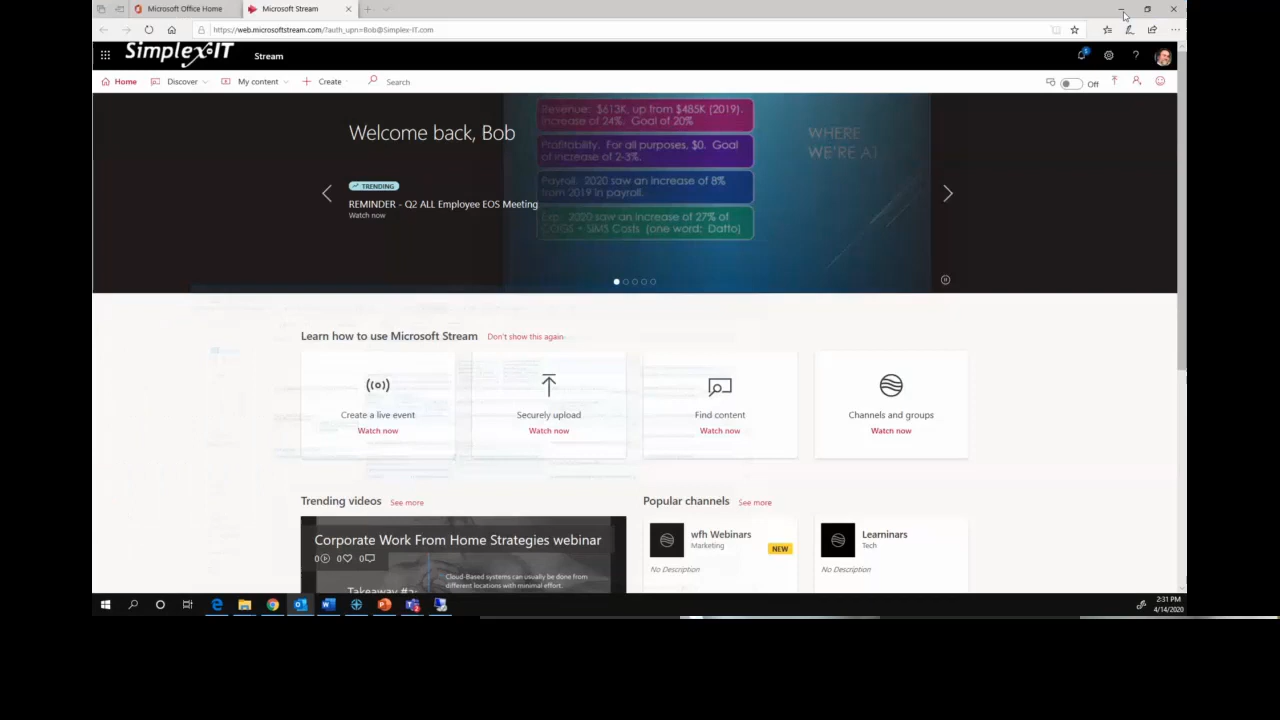 Microsoft Office Home
Microsoft Stream
https://web.microsoftstream.com/?auth_upn=Bob@Simplex-IT.com
Simplex-IT
Stream
1
?
Home
Discover
My content
Create
Search
Off
Welcome back, Bob
TRENDING
REMINDER - Q2 ALL Employee EOS Meeting
Watch now
Revenue: $613K, up from $485K (2019).
Increase of 24%. Goal of 20%
Profitability. For all purposes, $0. Goal
of increase of 2-3%.
Payroll. 2020 saw an increase of 8%
from 2019 in payroll.
Exp. 2020 saw an increase of 27% of
COGS + SIMS Costs (one word: Datto)
WHERE
WE'RE AT
Learn how to use Microsoft Stream
Don't show this again
Create a live event
Watch now
Securely upload
Watch now
Find content
Watch now
Channels and groups
Watch now
Trending videos
See more
Popular channels
See more
Corporate Work From Home Strategies webinar
0 0 0
Cloud-Based systems can usually be done from
different locations with minimal effort.
Takeaway #2:
wfh Webinars
Marketing
NEW
No Description
Learninars
Tech
No Description
2:31 PM
4/14/2020